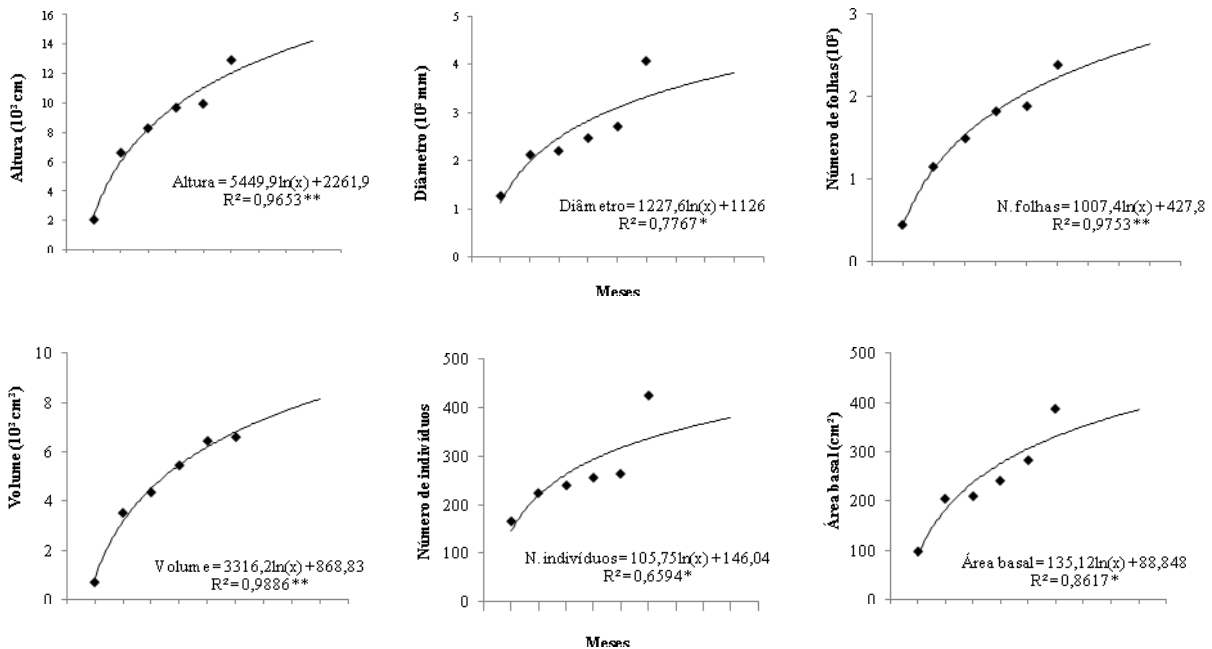 Altura (10³ cm)
16
14
12
10
8
6
4
2
0
Altura = 5449,9ln(x) + 2261,9
R² = 0,9653**
Diâmetro (10³ mm)
5
4
3
2
1
0
Diâmetro = 1227,6ln(x) + 1126
R² = 0,7767*
Meses
Número de folhas (10³)
3
2
1
0
N. folhas = 1007,4ln(x) + 427,8
R² = 0,9753**
Volume (10³ cm³)
10
8
6
4
2
0
Volume = 3316,2ln(x) + 868,83
R² = 0,9886**
Número de indivíduos
500
400
300
200
100
0
N. indivíduos = 105,75ln(x) + 146,04
R² = 0,6594*
Meses
Área basal (cm²)
500
400
300
200
100
0
Área basal = 135,12ln(x) + 88,848
R² = 0,8617*